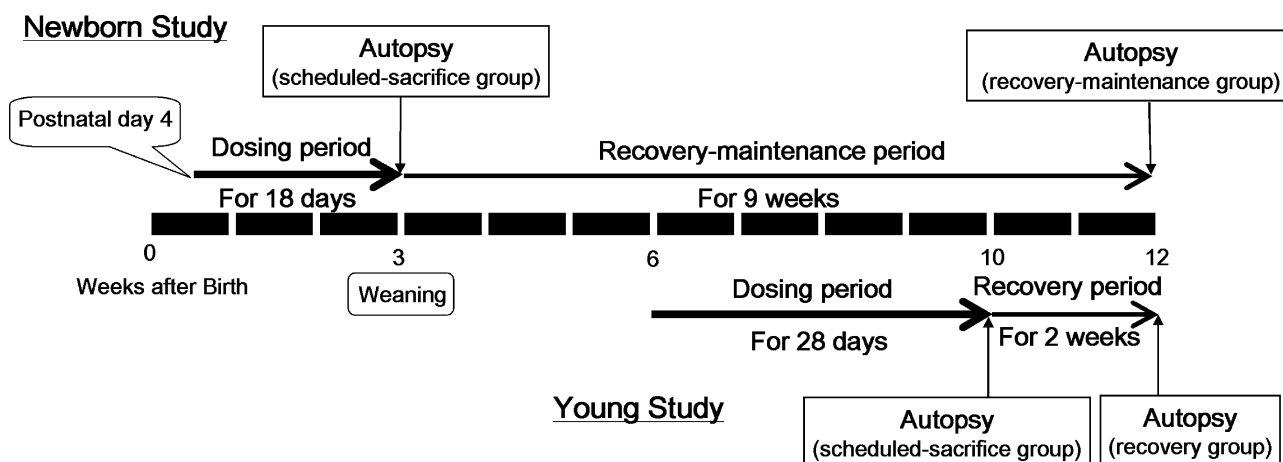 Newborn Study
Autopsy
(scheduled-sacrifice group)
Autopsy
(recovery-maintenance group)
Postnatal day 4
Dosing period
Recovery-maintenance period
For 18 days
For 9 weeks
0
3
6
10
12
Weeks after Birth
Weaning
Dosing period
Recovery period
For 28 days
For 2 weeks
Young Study
Autopsy
(scheduled-sacrifice group)
Autopsy
(recovery group)